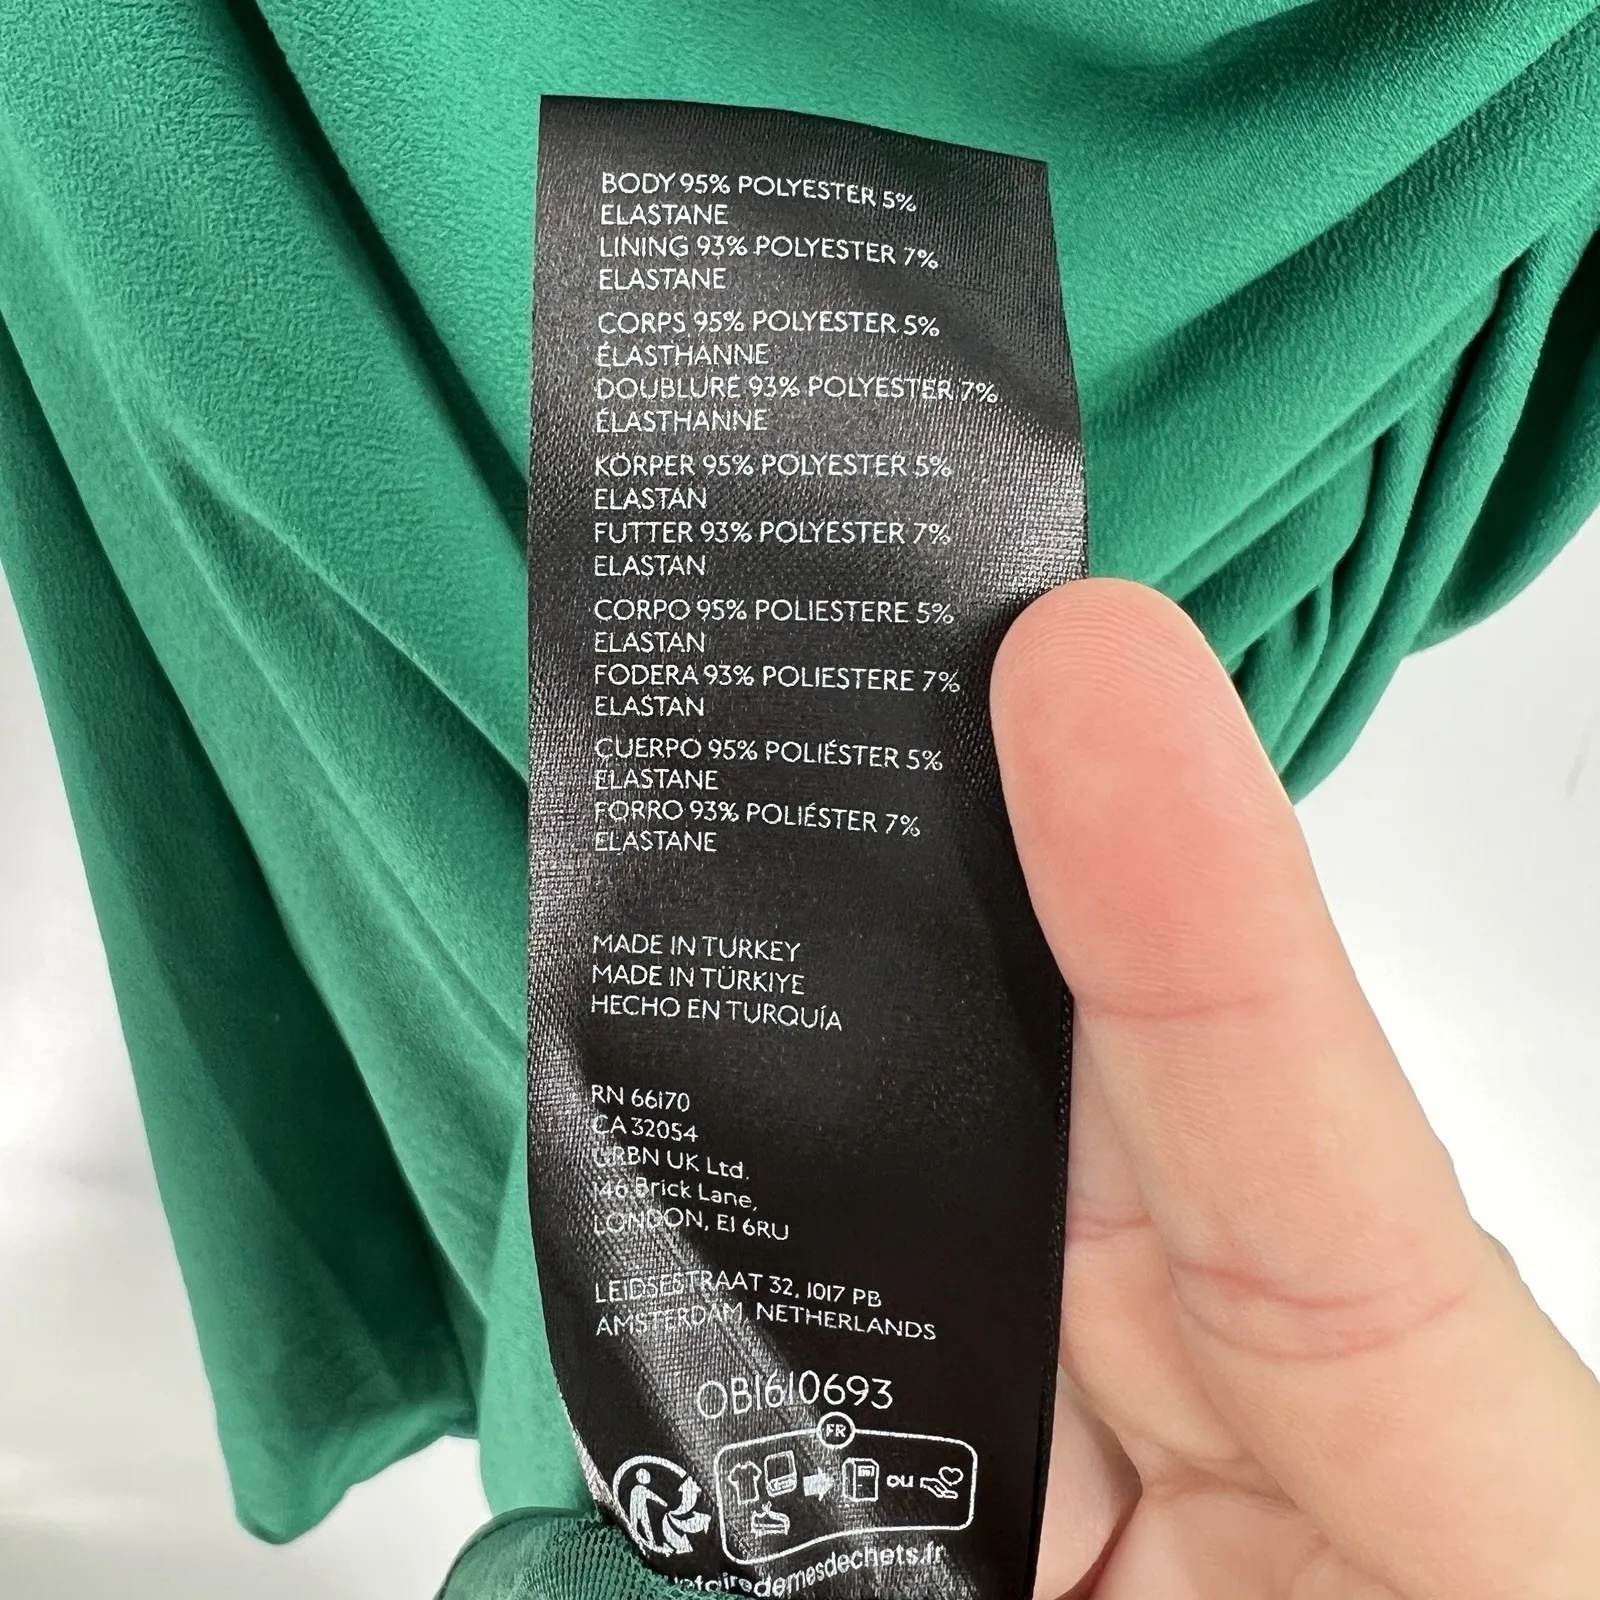 BODY 95% POLYESTER 5%
ELASTANE
LINING 93% POLYESTER 7%
ELASTANE
CORPS 95% POLYESTER 5%
ÉLASTHANNE
DOUBLURE 93% POLYESTER 7%
ÉLASTHANNE
KÖRPER 95% POLYESTER 5%
ELASTAN
FUTTER 93% POLYESTER 7%
ELASTAN
CORPO 95% POLIESTERE 5%
ELASTAN
FODERA 93% POLIESTERE 7%
ELASTAN
CUERPO 95% POLIÉSTER 5%
ELASTANE
FORRO 93% POLIÉSTER 7%
ELASTANE
MADE IN TURKEY
MADE IN TÜRKIYE
HECHO EN TURQUÍA
RN 66170
CA 32054
URBN UK Ltd.
146 Brick Lane,
LONDON, E1 6RU
LEIDSESTRAAT 32, 1017 PB
AMSTERDAM, NETHERLANDS
OB1610693
FR
ou